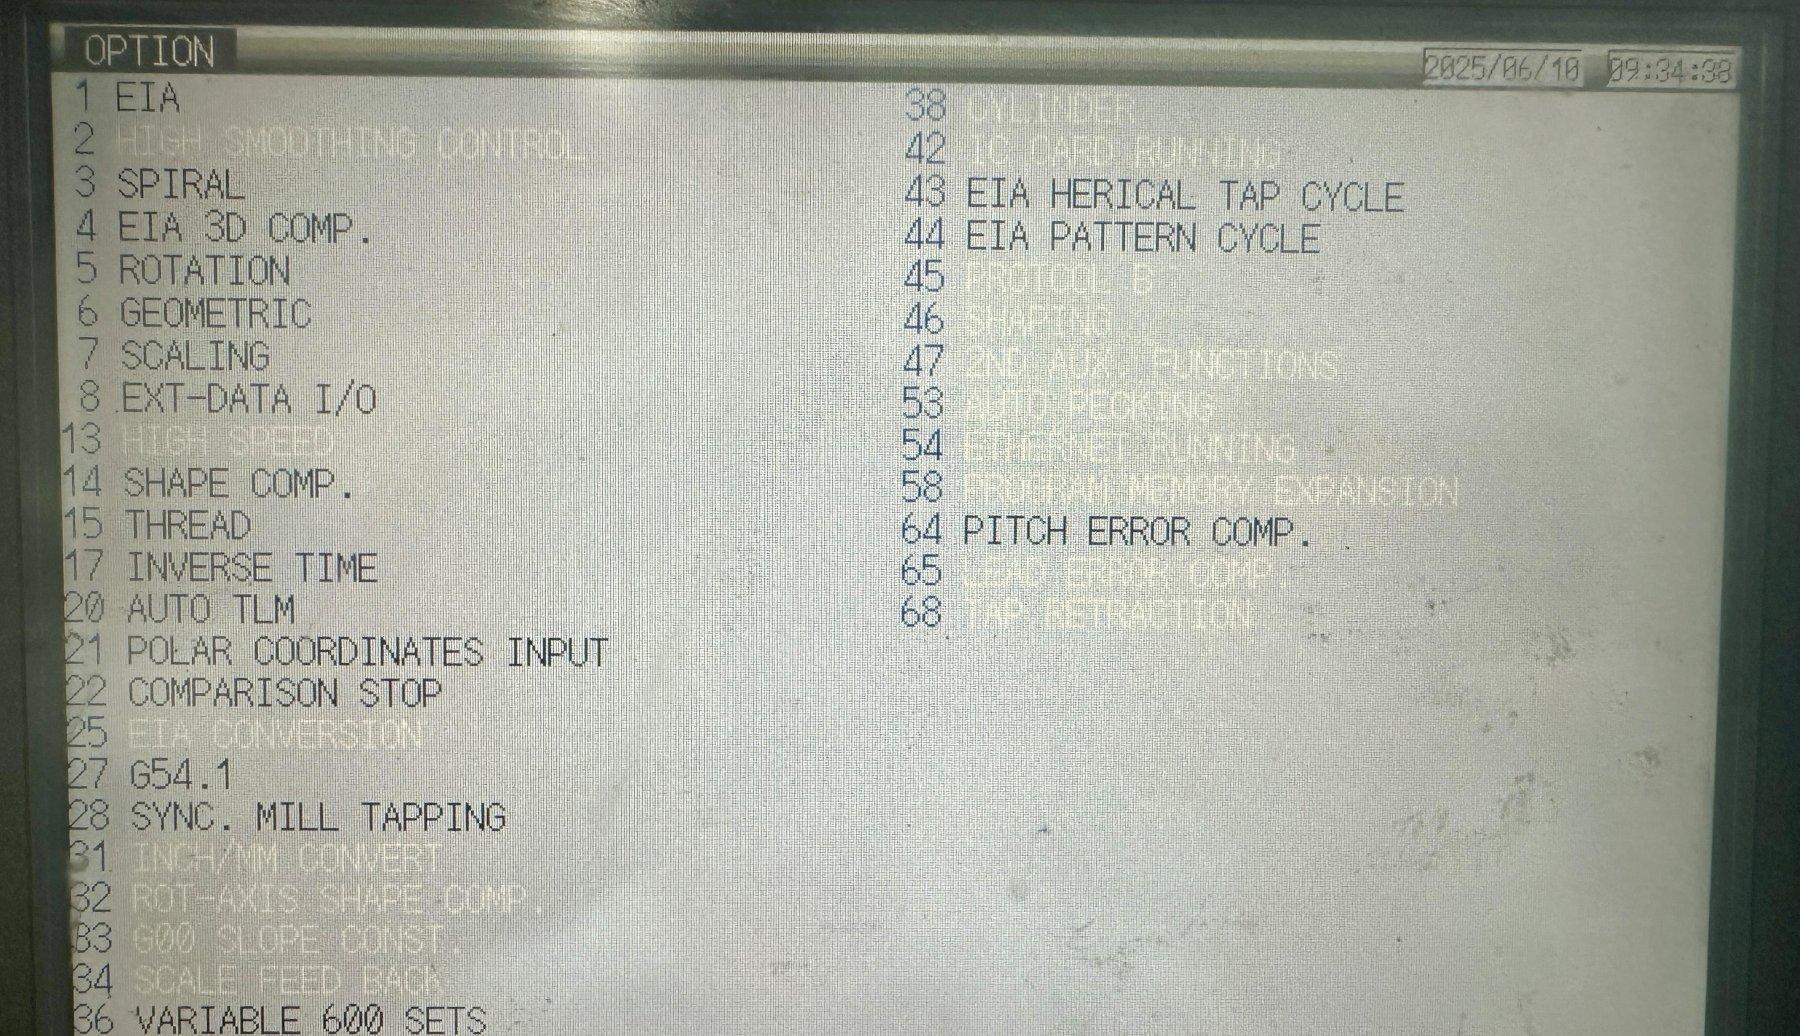 OPTION
2025/06/10 09:34:38
1 EIA
2 HIGH SMOOTHING CONTROL
3 SPIRAL
4 EIA 3D COMP.
5 ROTATION
6 GEOMETRIC
7 SCALING
8 EXT-DATA I/O
13 HIGH SPEED
14 SHAPE COMP.
15 THREAD
17 INVERSE TIME
20 AUTO TLM
21 POLAR COORDINATES INPUT
22 COMPARISON STOP
25 EIA CONVERSION
27 G54.1
28 SYNC. MILL TAPPING
31 INCH/MM CONVERT
32 ROT-AXIS SHAPE COMP.
33 G00 SLOPE CONST.
34 SCALE FEED BACK
36 VARIABLE 600 SETS
38 CYLINDER
42 IC CARD RUNNING
43 EIA HERICAL TAP CYCLE
44 EIA PATTERN CYCLE
45 PROTCOL B
46 SHAPING
47 2ND AUX. FUNCTIONS
53 AUTO PECKING
54 ETHERNET RUNNING
58 PROGRAM MEMORY EXPANSION
64 PITCH ERROR COMP.
65 LEAD ERROR COMP.
68 TAP RETRACTION